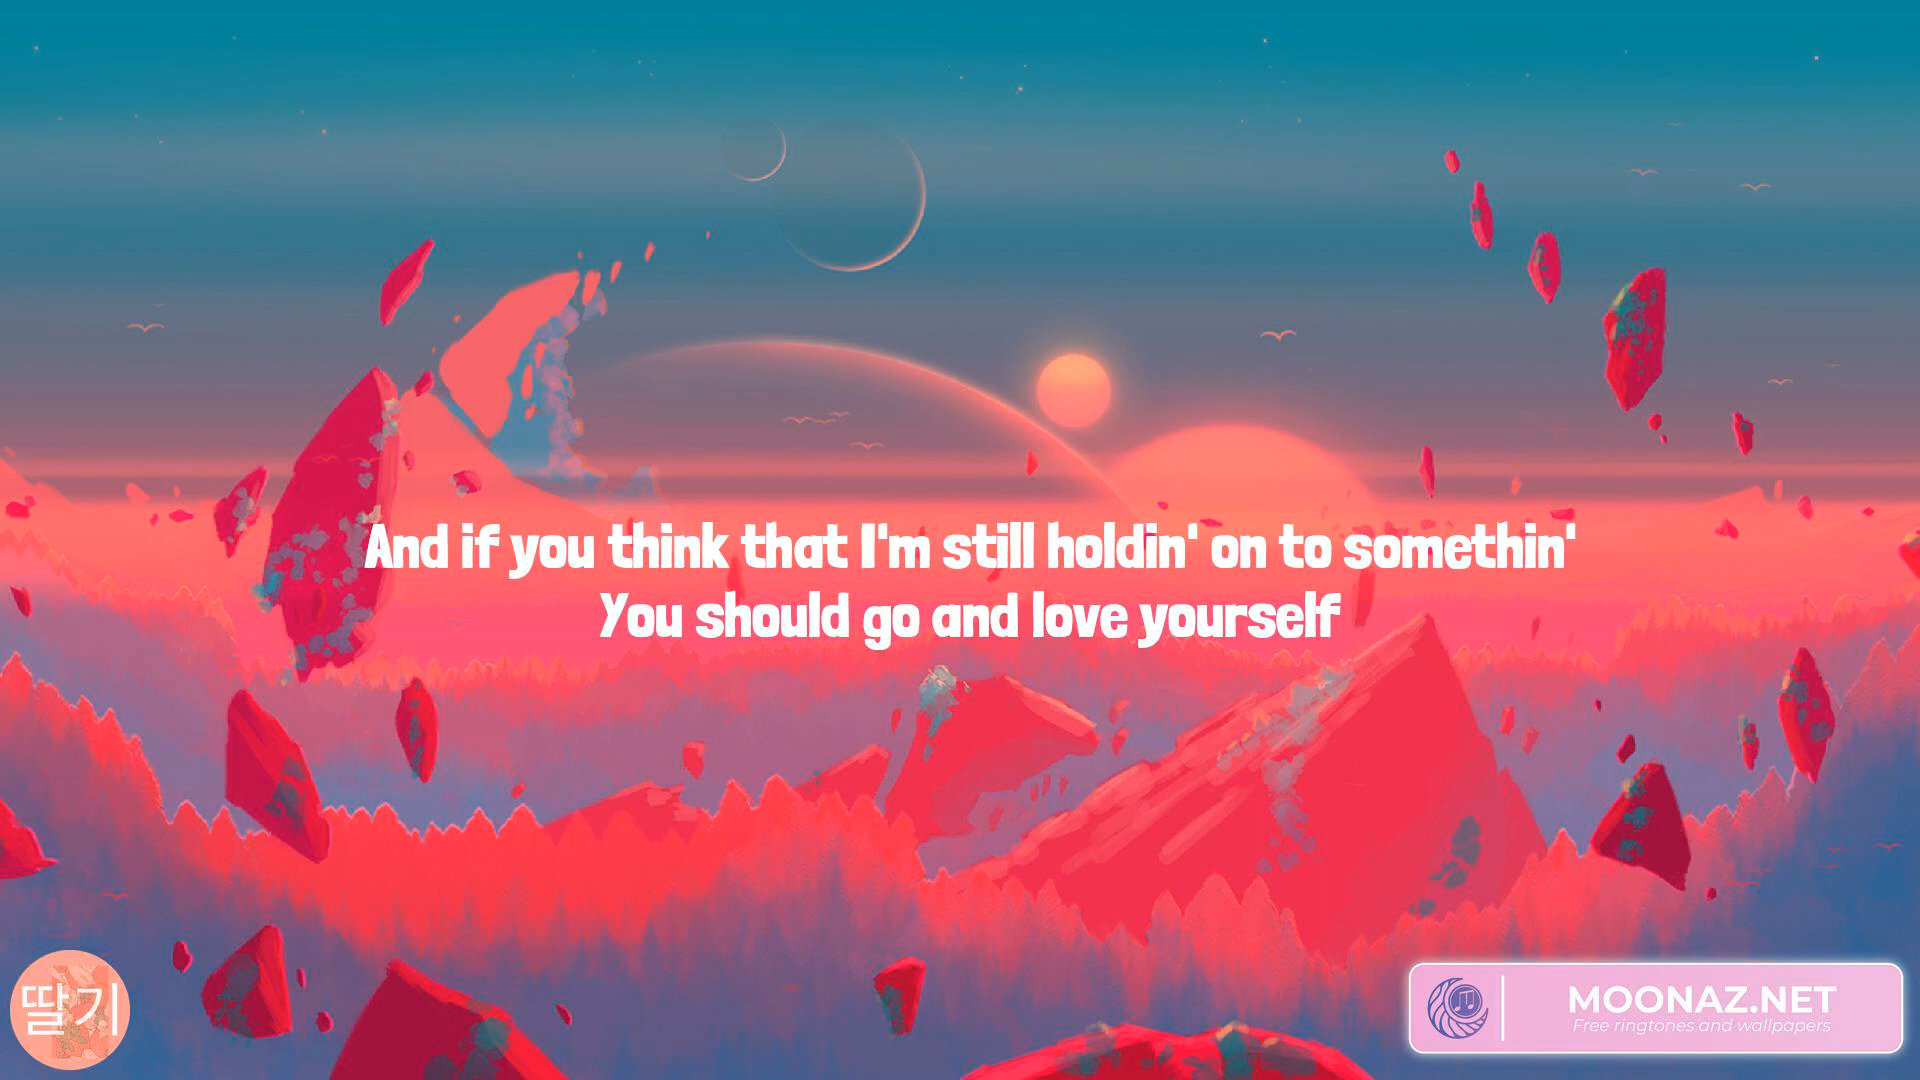 And if you think that I'm still holdin' on to somethin'
You should go and love yourself
딸기
MOONAZ.NET
Free ringtones and wallpapers